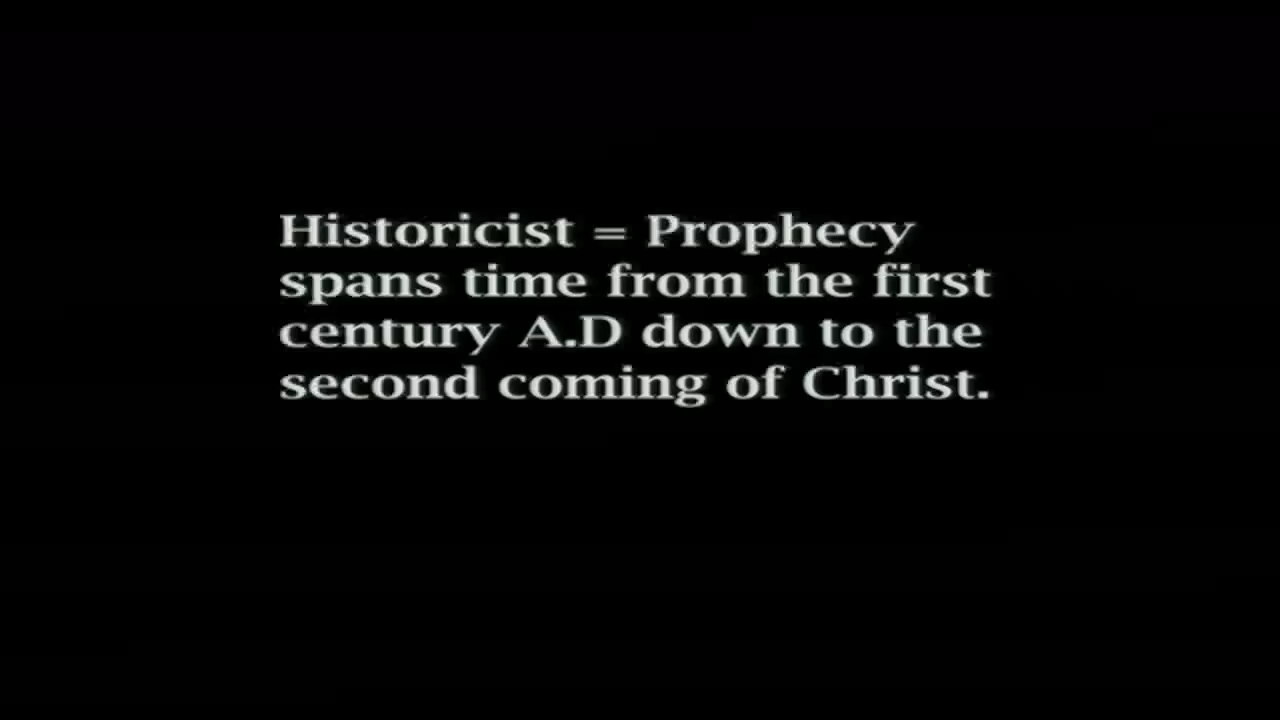 Historicist = Prophecy
spans time from the first
century A.D down to the
second coming of Christ.